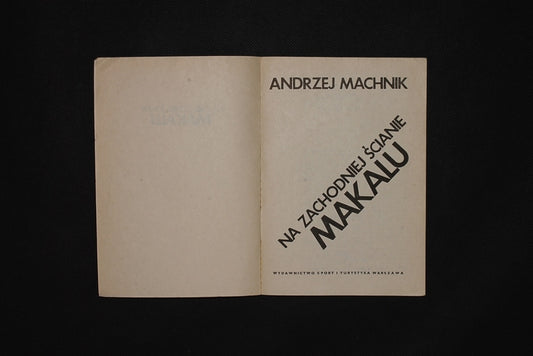 ANDRZEJ MACHNIK
NA ZACHODNIEJ ŚCIANIE
MAKALU
WYDAWNICTWO SPORT I TURYSTYKA WARSZAWA